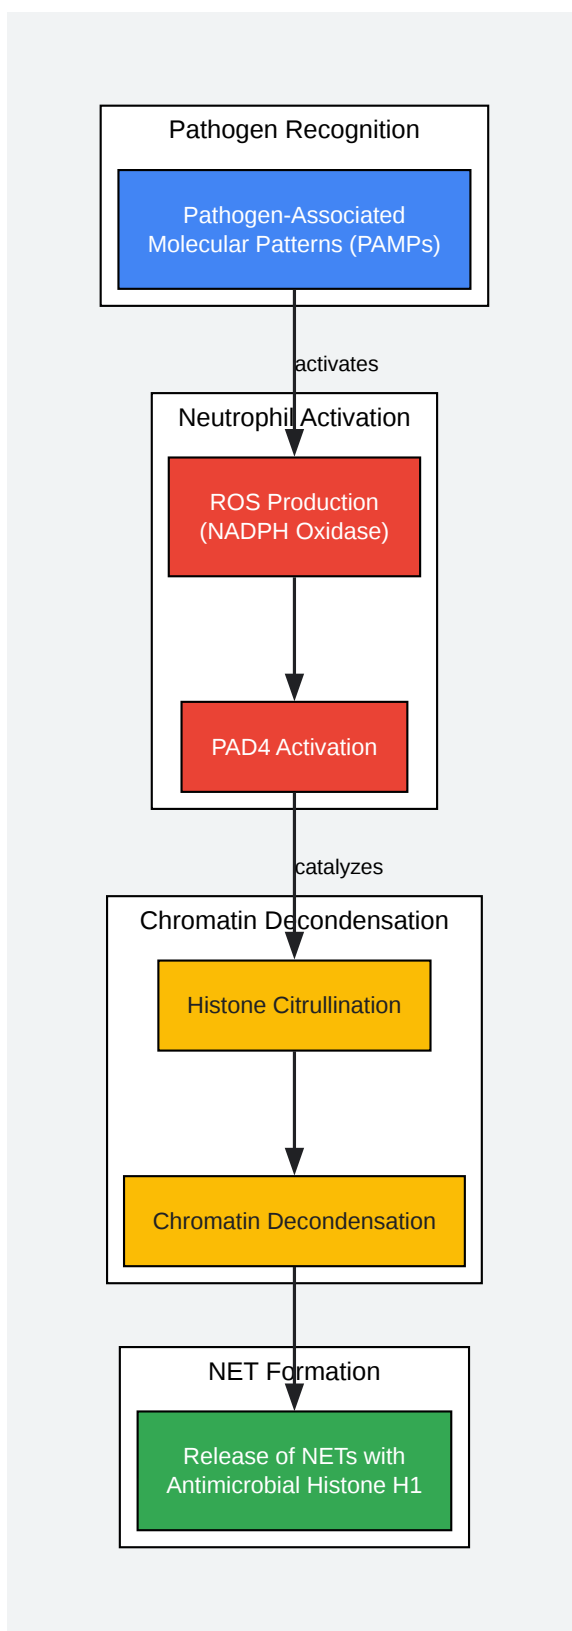 Pathogen Recognition
Pathogen-Associated
Molecular Patterns (PAMPs)
activates
Neutrophil Activation
ROS Production
(NADPH Oxidase)
PAD4 Activation
catalyzes
Chromatin Decondensation
Histone Citrullination
Chromatin Decondensation
NET Formation
Release of NETs with
Antimicrobial Histone H1